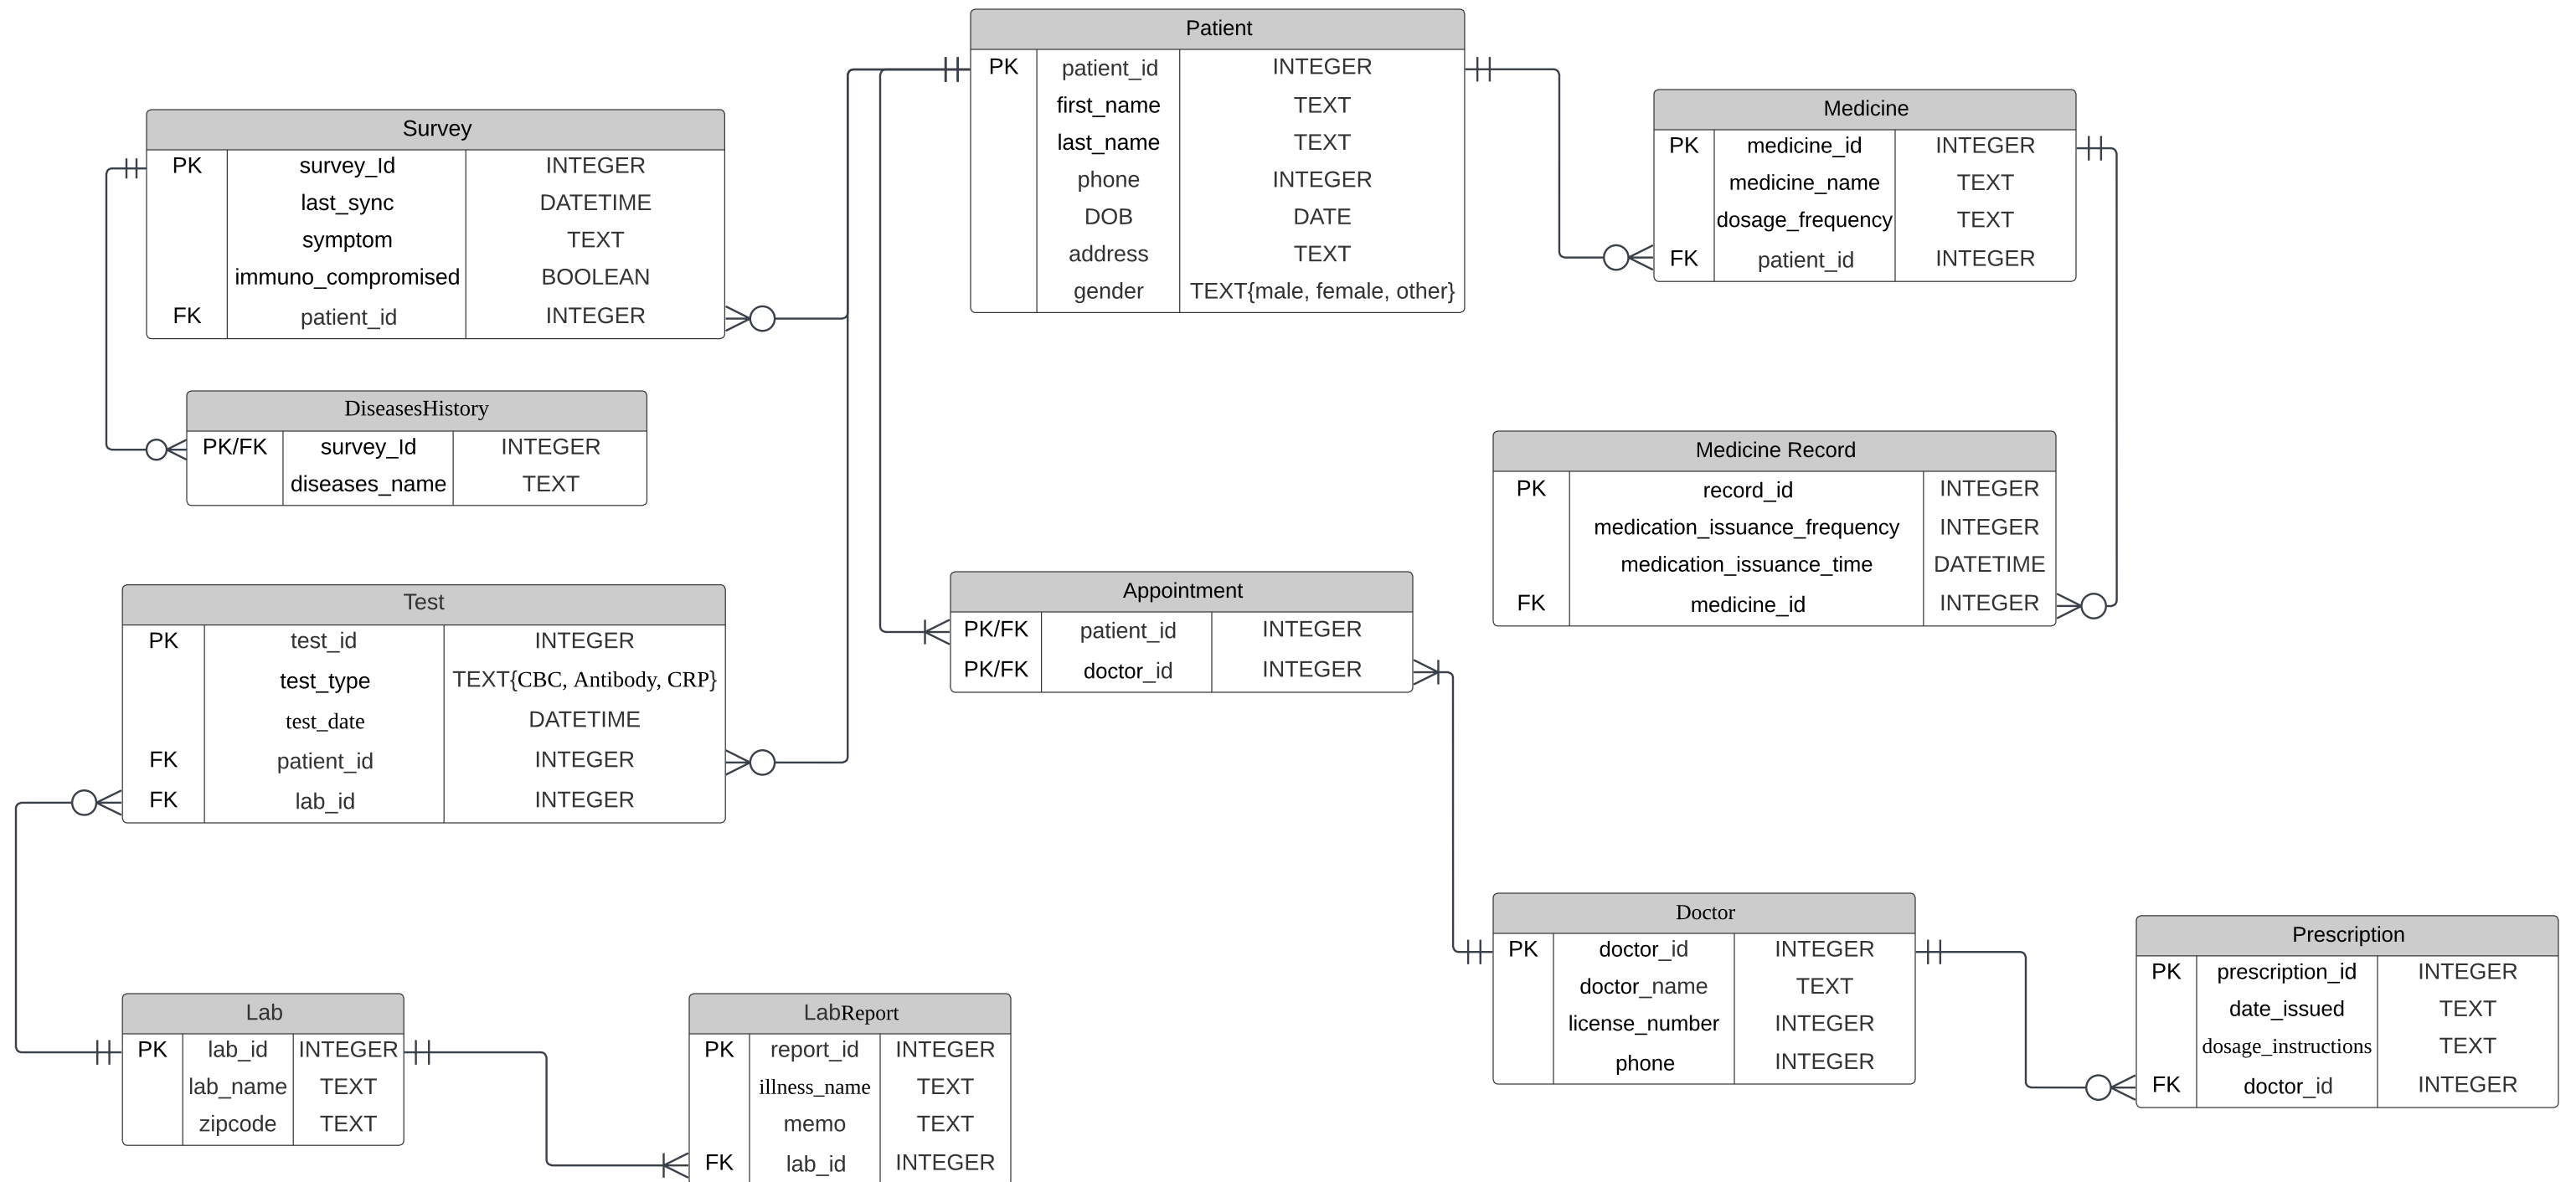 Patient
PK patient_id INTEGER
first_name TEXT
last_name TEXT
phone INTEGER
DOB DATE
address TEXT
gender TEXT{male, female, other}
Survey
PK survey_Id INTEGER
last_sync DATETIME
symptom TEXT
immuno_compromised BOOLEAN
FK patient_id INTEGER
Medicine
PK medicine_id INTEGER
medicine_name TEXT
dosage_frequency TEXT
FK patient_id INTEGER
DiseasesHistory
PK/FK survey_Id INTEGER
diseases_name TEXT
Medicine Record
PK record_id INTEGER
medication_issuance_frequency INTEGER
medication_issuance_time DATETIME
FK medicine_id INTEGER
Test
PK test_id INTEGER
test_type TEXT{CBC, Antibody, CRP}
test_date DATETIME
FK patient_id INTEGER
FK lab_id INTEGER
Appointment
PK/FK patient_id INTEGER
PK/FK doctor_id INTEGER
Doctor
PK doctor_id INTEGER
doctor_name TEXT
license_number INTEGER
phone INTEGER
Prescription
PK prescription_id INTEGER
date_issued TEXT
dosage_instructions TEXT
FK doctor_id INTEGER
Lab
PK lab_id INTEGER
lab_name TEXT
zipcode TEXT
LabReport
PK report_id INTEGER
illness_name TEXT
memo TEXT
FK lab_id INTEGER